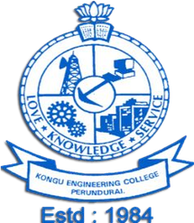 LOVE ★ KNOWLEDGE ★ SERVICE
KONGU ENGINEERING COLLEGE
PERUNDURAI.
Estd : 1984